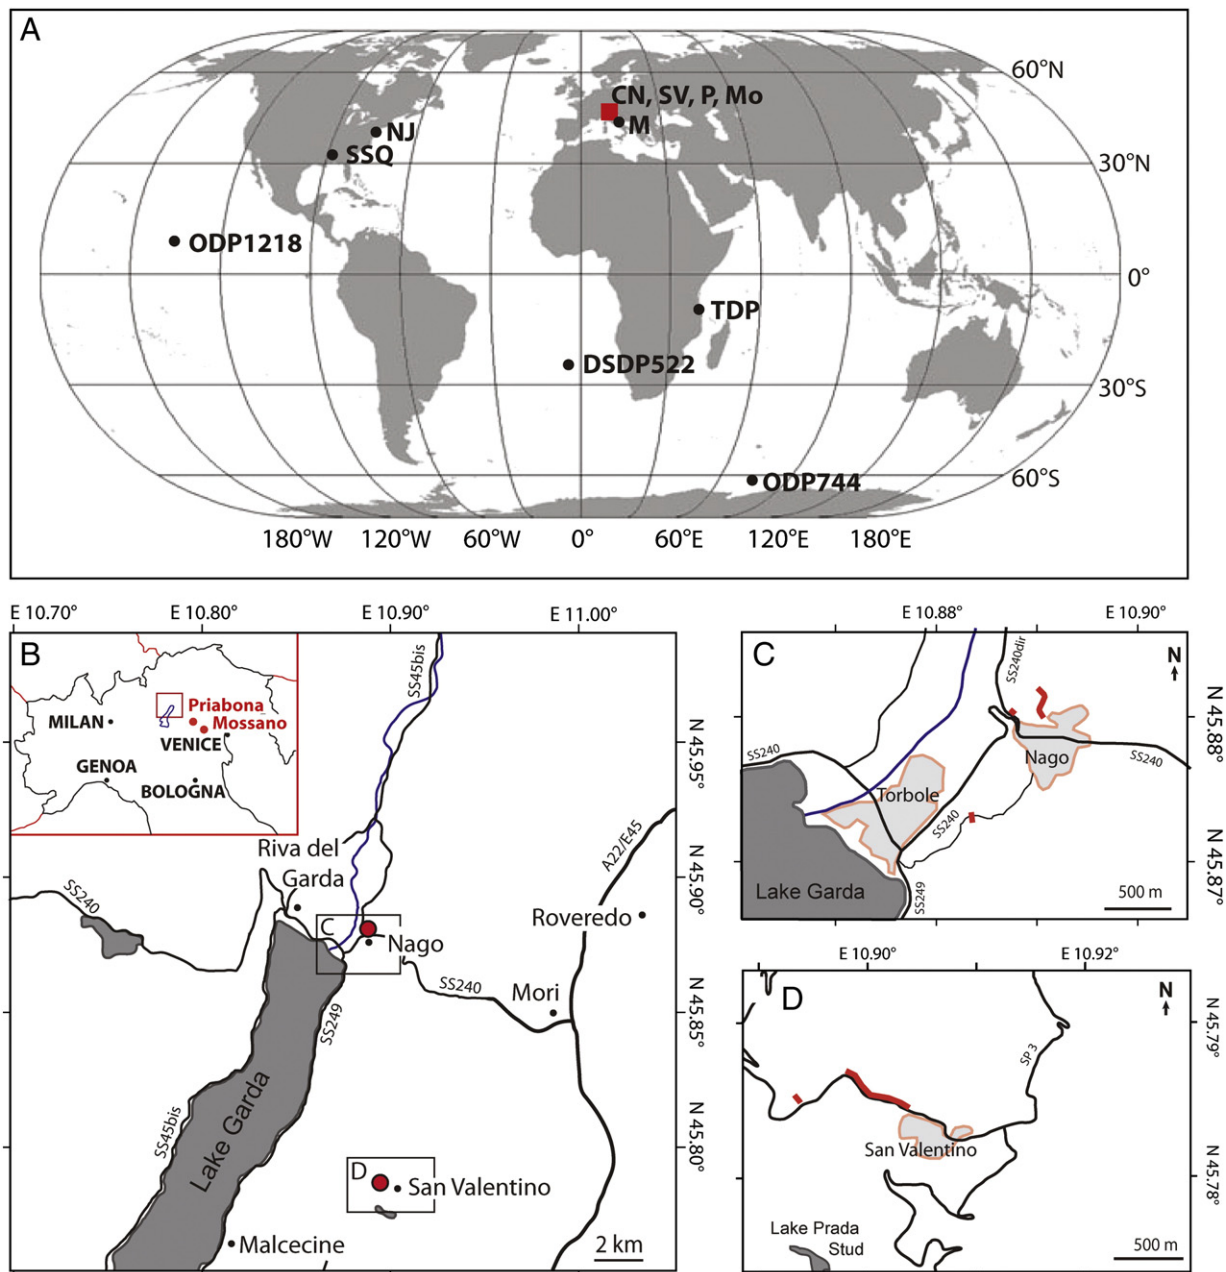 A
60°N
CN, SV, P, Mo
M
NJ
SSQ
30°N
ODP1218
0°
TDP
DSDP522
30°S
ODP744
60°S
180°W 120°W 60°W 0° 60°E 120°E 180°E
E 10.70° E 10.80° E 10.90° E 11.00°
B
Priabona
MILAN
Mossano
VENICE
GENOA
BOLOGNA
SS45bis
N 45.95°
Riva del
Garda
A22/E45
N 45.90°
SS240
C
Roveredo
Nago
SS240
Mori
SS249
N 45.85°
Lake Garda
SS45bis
N 45.80°
D
San Valentino
Malcecine
2 km
E 10.88° E 10.90°
C
SS240dir
N
N 45.88°
SS240
Nago
SS240
Torbole
SS240
N 45.87°
Lake Garda
SS249
500 m
E 10.90° E 10.92°
D
N
N 45.79°
SP 3
San Valentino
N 45.78°
Lake Prada
Stud
500 m